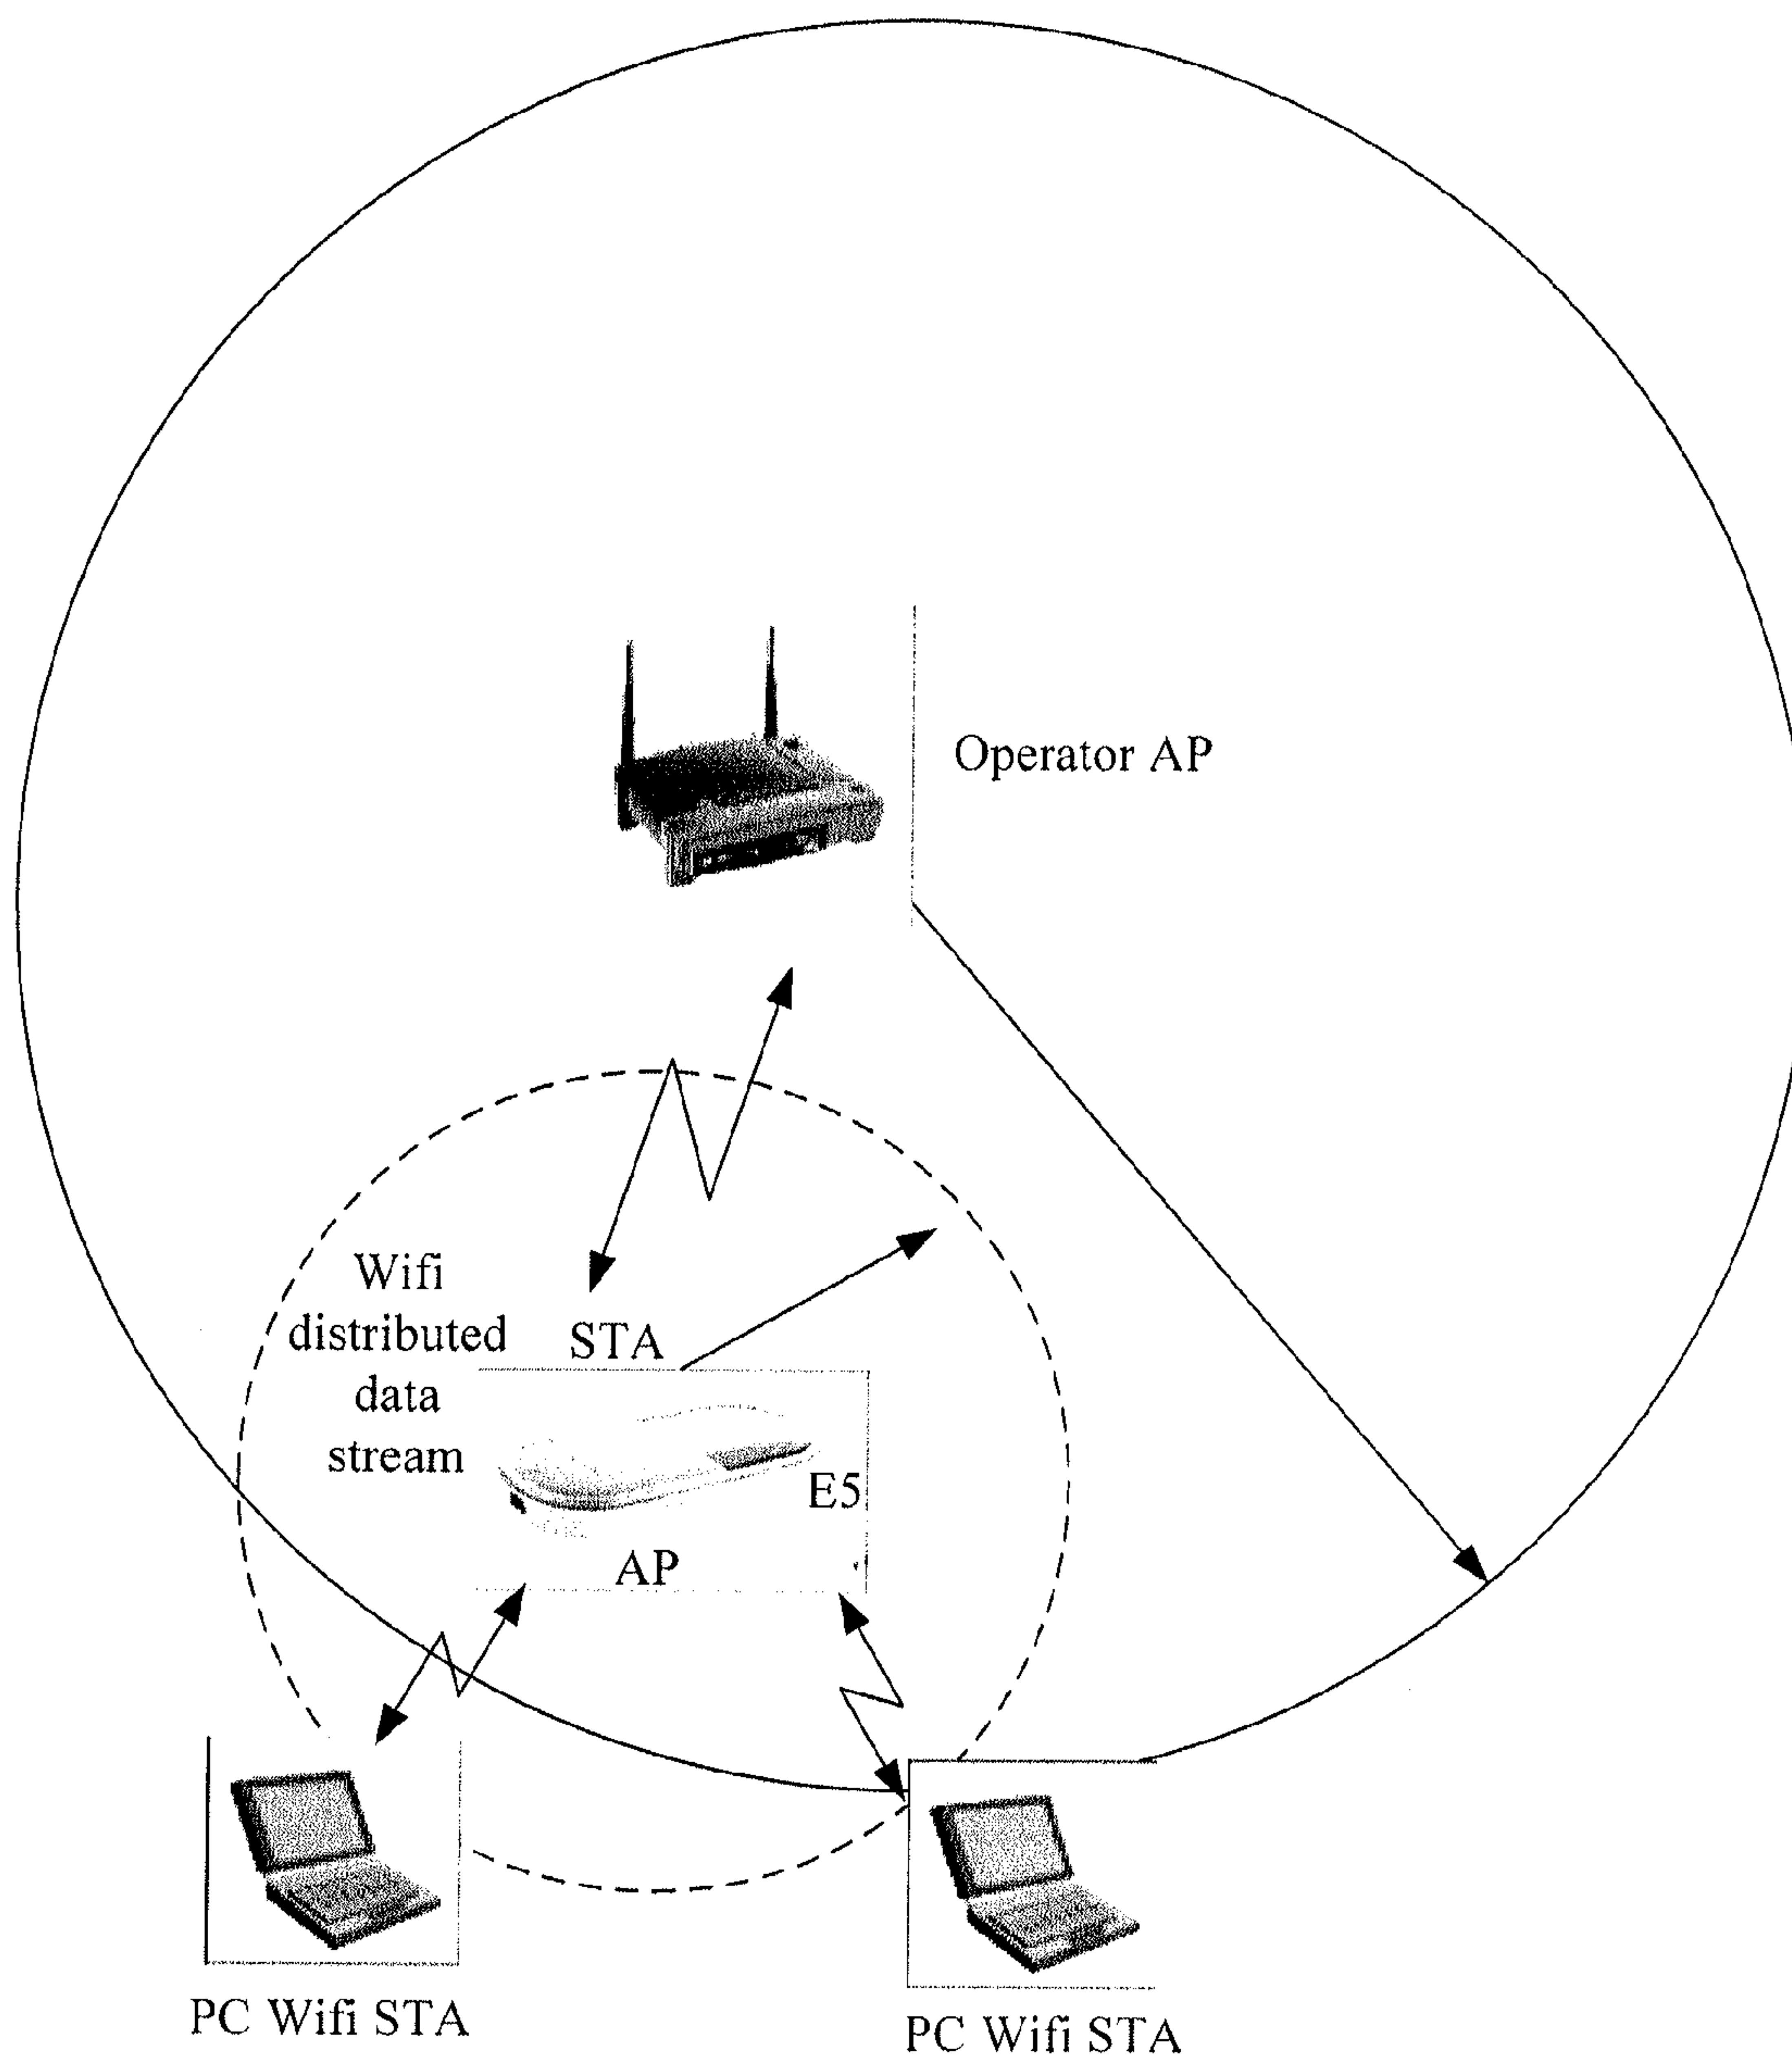 Operator AP
Wifi
distributed
data
stream
STA
E5
AP
PC Wifi STA
PC Wifi STA